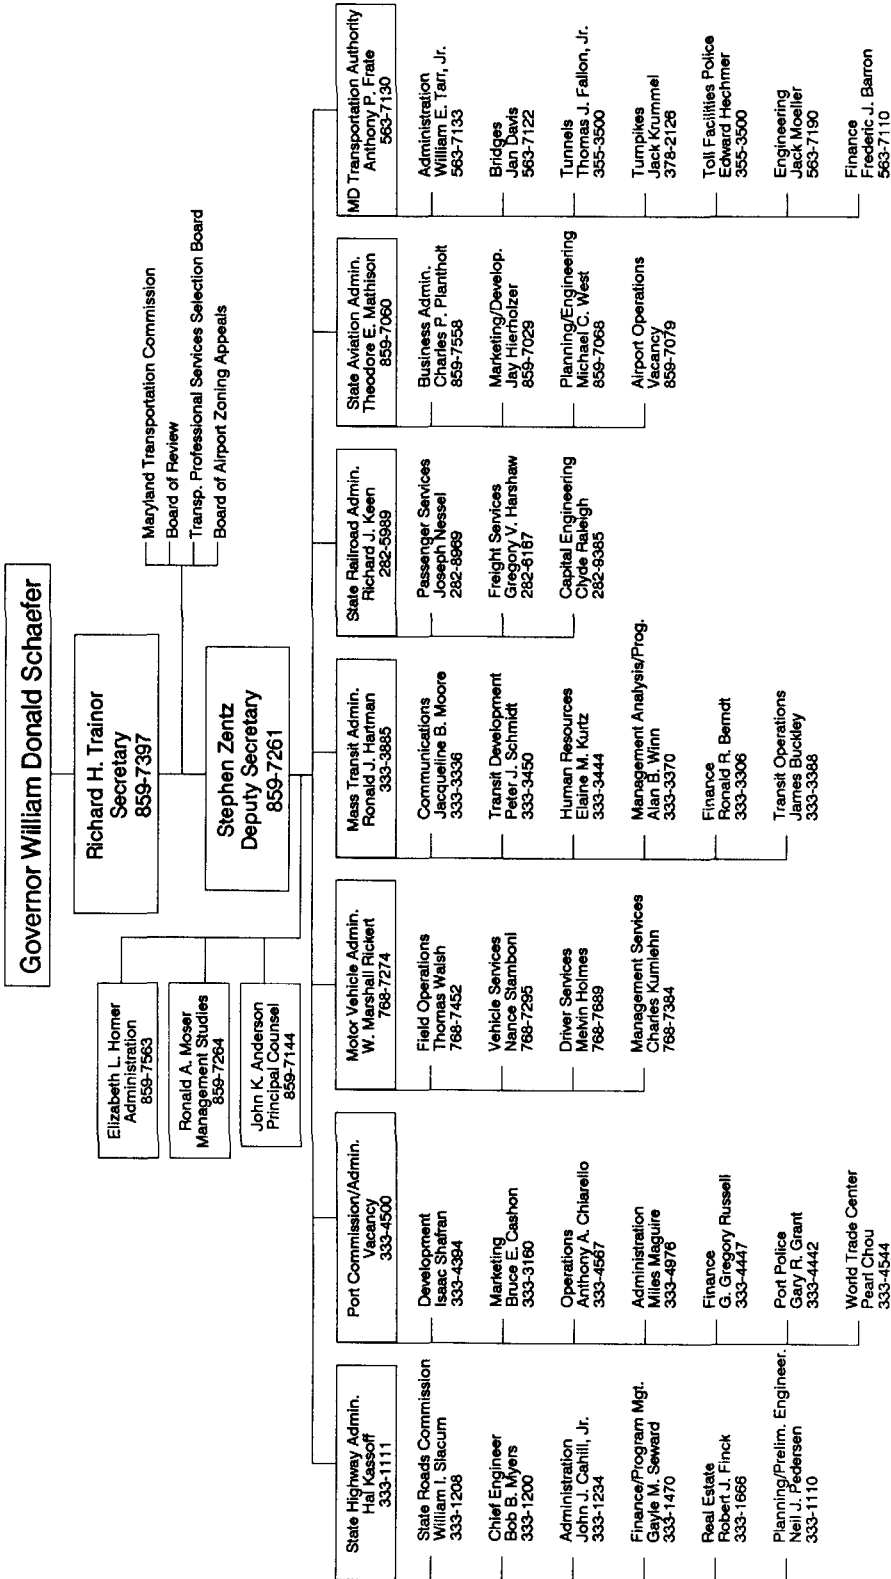 Governor William Donald Schaefer
Richard H. Trainor
Secretary
859-7397
Maryland Transportation Commission
Board of Review
Transp. Professional Services Selection Board
Board of Airport Zoning Appeals
Stephen Zentz
Deputy Secretary
859-7261
Elizabeth L. Homer
Administration
859-7563
Ronald A. Moser
Management Studies
859-7264
John K. Anderson
Principal Counsel
859-7144
State Highway Admin.
Hal Kassoff
333-1111
State Roads Commission
William I. Slacum
333-1208
Chief Engineer
Bob B. Myers
333-1200
Administration
John J. Cahill, Jr.
333-1234
Finance/Program Mgt.
Gayle M. Seward
333-1470
Real Estate
Robert J. Finck
333-1666
Planning/Prelim. Engineer.
Neil J. Pedersen
333-1110
Port Commission/Admin.
Vacancy
333-4500
Development
Isaac Shafran
333-4394
Marketing
Bruce E. Cashon
333-3160
Operations
Anthony A. Chiarello
333-4567
Administration
Miles Maguire
333-4976
Finance
G. Gregory Russell
333-4447
Port Police
Gary R. Grant
333-4442
World Trade Center
Pearl Chou
333-4544
Motor Vehicle Admin.
W. Marshall Rickert
768-7274
Field Operations
Thomas Walsh
768-7452
Vehicle Services
Nance Stamboni
768-7295
Driver Services
Melvin Holmes
768-7689
Management Services
Charles Kumlehn
768-7384
Mass Transit Admin.
Ronald J. Hartman
333-3885
Communications
Jacqueline B. Moore
333-3336
Transit Development
Peter J. Schmidt
333-3450
Human Resources
Elaine M. Kurtz
333-3444
Management Analysis/Prog.
Alan B. Winn
333-3370
Finance
Ronald R. Berndt
333-3306
Transit Operations
James Buckley
333-3388
State Railroad Admin.
Richard J. Keen
282-5989
Passenger Services
Joseph Nessel
282-8969
Freight Services
Gregory V. Harshaw
282-6167
Capital Engineering
Clyde Raleigh
282-9385
State Aviation Admin.
Theodore E. Mathison
859-7060
Business Admin.
Charles P. Plantholt
859-7558
Marketing/Develop.
Jay Hierholzer
859-7029
Planning/Engineering
Michael C. West
859-7068
Airport Operations
Vacancy
859-7079
MD Transportation Authority
Anthony P. Frate
563-7130
Administration
William E. Tarr, Jr.
563-7133
Bridges
Jan Davis
563-7122
Tunnels
Thomas J. Fallon, Jr.
355-3500
Turnpikes
Jack Krummel
378-2126
Toll Facilities Police
Edward Hechmer
355-3500
Engineering
Jack Moeller
563-7190
Finance
Frederic J. Barron
563-7110